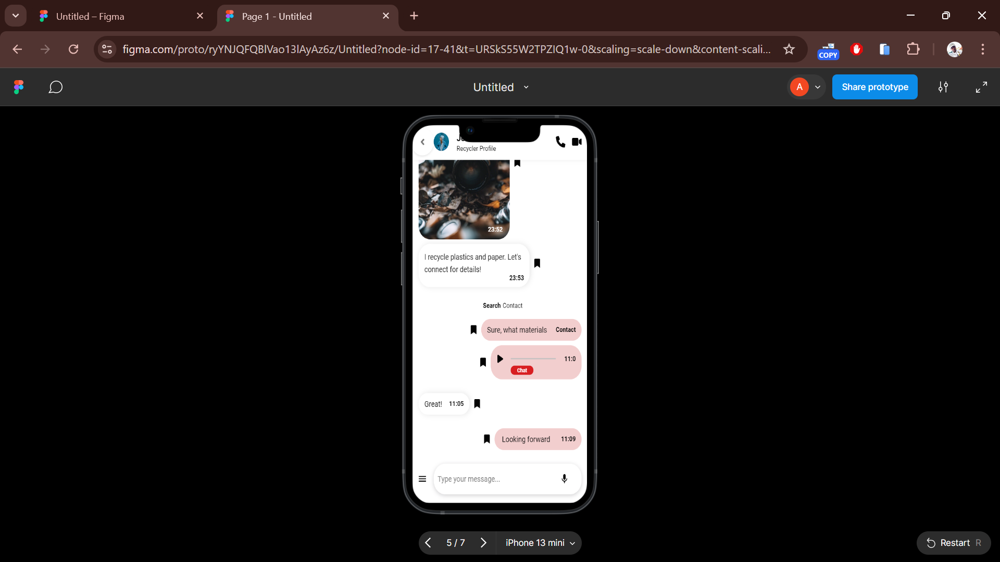 Untitled – Figma
Page 1 - Untitled
figma.com/proto/ryYNJQFQBlVao13lAyAz6z/Untitled?node-id=17-41&t=URSkS55W2TPZIQ1w-0&scaling=scale-down&content-scali...
COPY
Untitled
A
Share prototype
Recycler Profile
23:52
I recycle plastics and paper. Let's
connect for details!
23:53
Search Contact
Sure, what materials Contact
11:0
Chat
Great! 11:05
Looking forward 11:09
Type your message...
5 / 7
iPhone 13 mini
Restart R